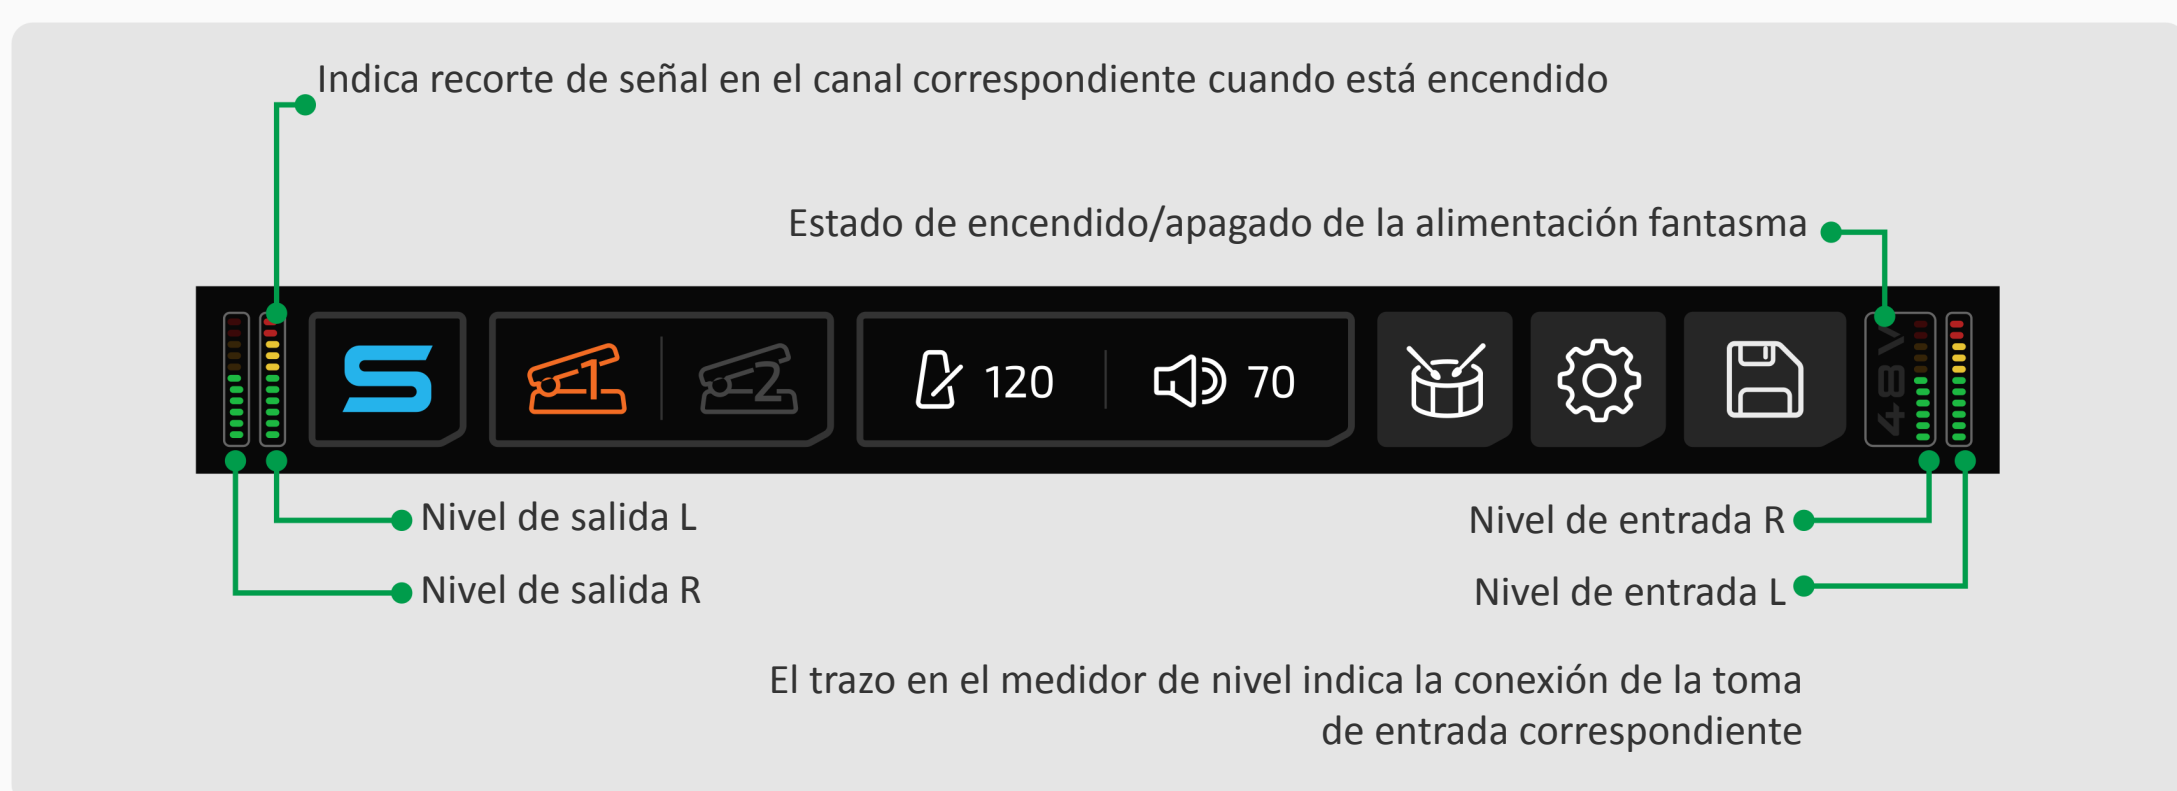 Indica recorte de señal en el canal correspondiente cuando está encendido
Estado de encendido/apagado de la alimentación fantasma
S 1 2 120 70 48V
Nivel de salida L
Nivel de entrada R
Nivel de salida R
Nivel de entrada L
El trazo en el medidor de nivel indica la conexión de la toma
de entrada correspondiente